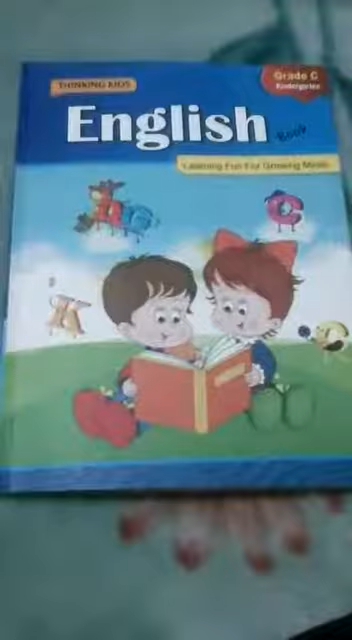 THINKING KIDS
Grade C
Kindergarten
English
Book
Learning Fun For Growing Minds
C
K